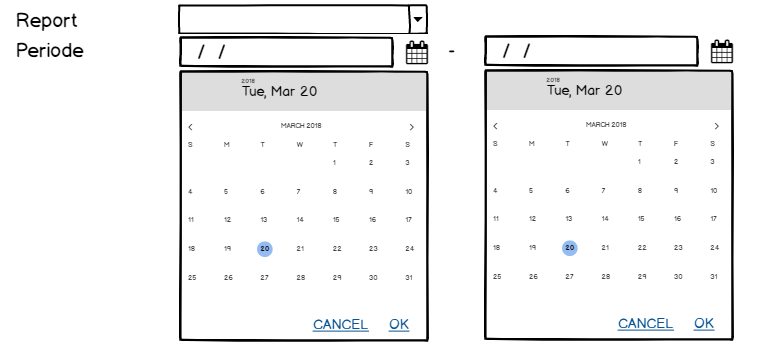 Report
Periode / / - / /
2018
Tue, Mar 20
MARCH 2018
S M T W T F S
1 2 3
4 5 6 7 8 9 10
11 12 13 14 15 16 17
18 19 20 21 22 23 24
25 26 27 28 29 30 31
CANCEL OK
2018
Tue, Mar 20
MARCH 2018
S M T W T F S
1 2 3
4 5 6 7 8 9 10
11 12 13 14 15 16 17
18 19 20 21 22 23 24
25 26 27 28 29 30 31
CANCEL OK